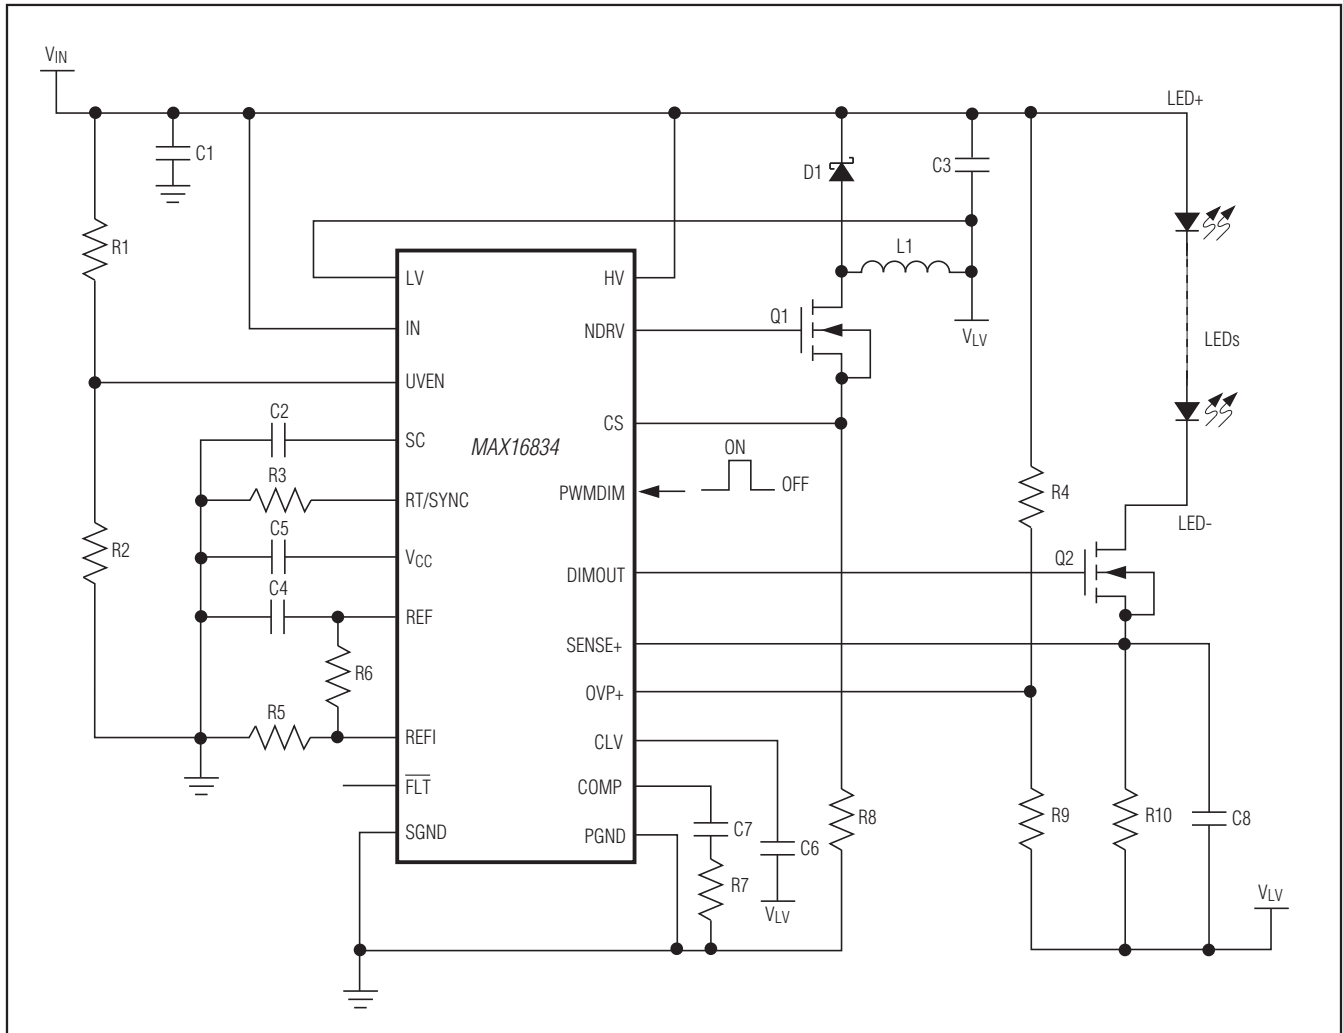 VIN
LED+
C1
D1
C3
R1
L1
LV
HV
Q1
IN
NDRV
VLV
LEDs
UVEN
C2
SC
CS
MAX16834
ON
OFF
PWMDIM
R3
RT/SYNC
R4
LED-
C5
VCC
R2
Q2
DIMOUT
C4
REF
SENSE+
R6
OVP+
R5
REFI
CLV
FLT
COMP
SGND
PGND
C7
R7
C6
VLV
R8
R9
R10
C8
VLV